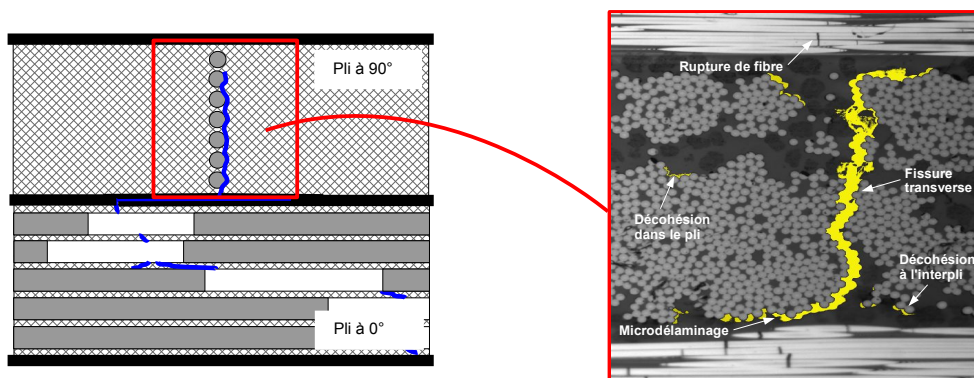 Pli à 90°
Pli à 0°
Rupture de fibre
Fissure
transverse
Décohésion
dans le pli
Décohésion
à l'interpli
Microdélaminage